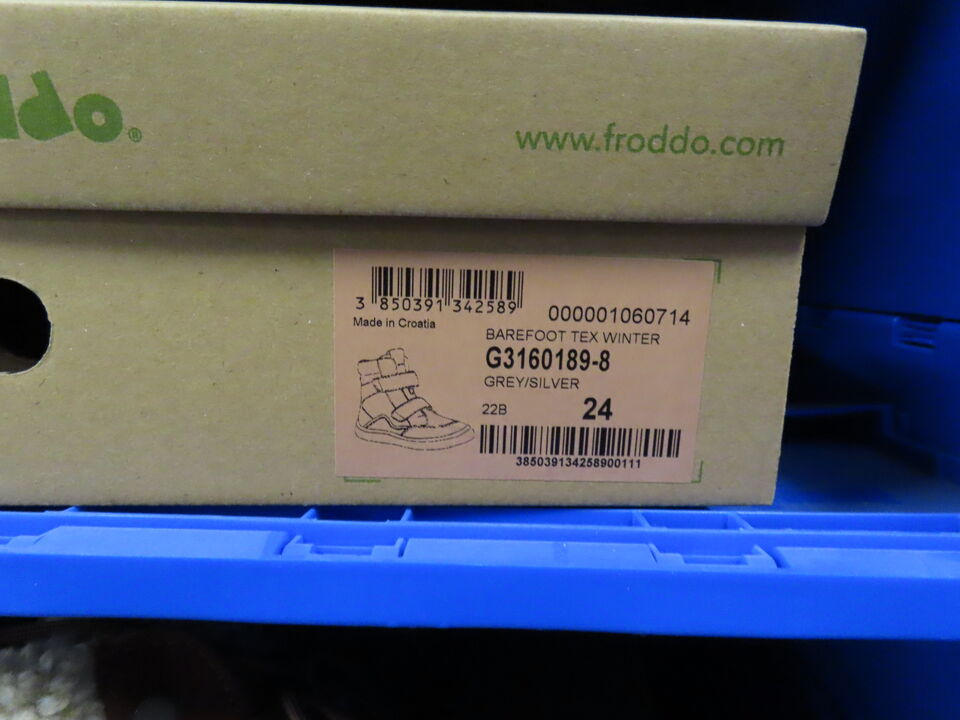 ddo®
www.froddo.com
3 850391 342589
000001060714
Made in Croatia
BAREFOOT TEX WINTER
G3160189-8
GREY/SILVER
22B 24
385039134258900111